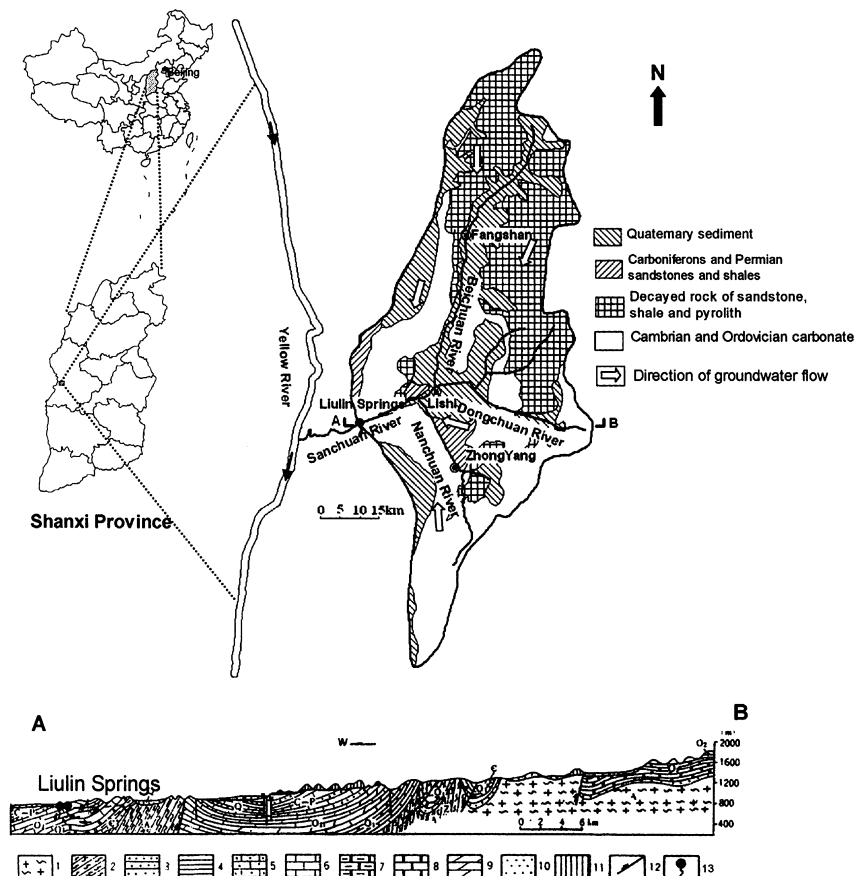 Beijing
N
Fangshan
Quaternary sediment
Carboniferons and Permian
sandstones and shales
Decayed rock of sandstone,
shale and pyrolith
Cambrian and Ordovician carbonate
Direction of groundwater flow
Beichuan River
Yellow River
Liulin Springs
Lishi
A
B
Dongchuan River
Sanchuan River
Nanchuan River
ZhongYang
0 5 10 15km
Shanxi Province
A
B
W
Liulin Springs
O₂
2000
1600
1200
800
400
C-P
Q
0 2 4 6 km
1 2 3 4 5 6 7 8 9 10 11 12 13